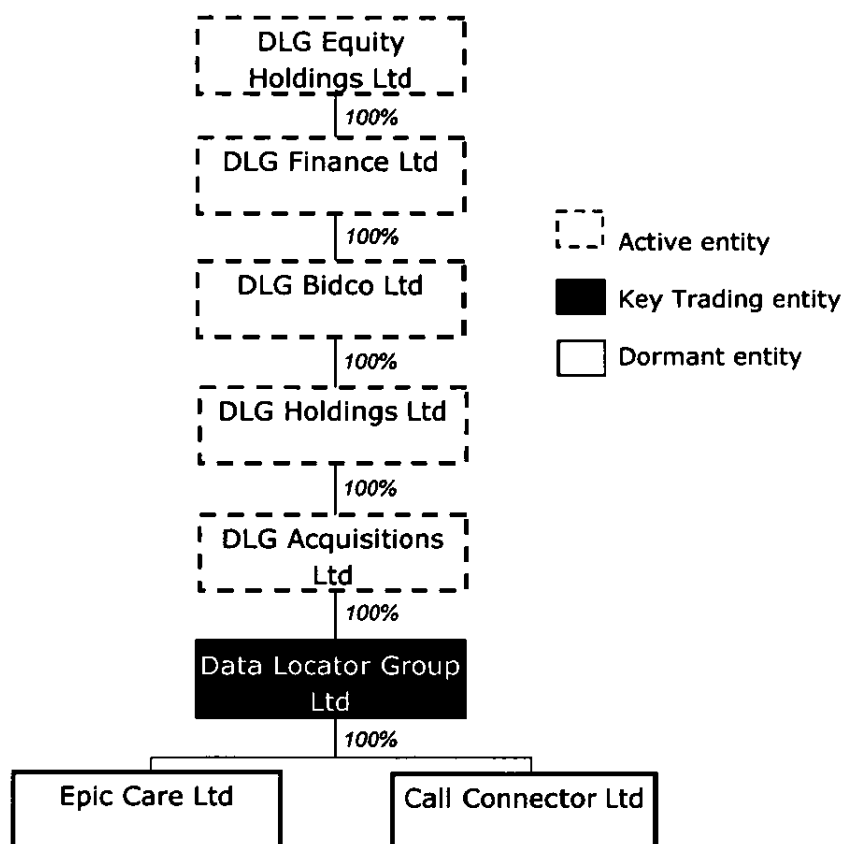 DLG Equity
Holdings Ltd
100%
DLG Finance Ltd
100%
DLG Bidco Ltd
100%
DLG Holdings Ltd
100%
DLG Acquisitions
Ltd
100%
Data Locator Group
Ltd
100%
Epic Care Ltd
Call Connector Ltd
Active entity
Key Trading entity
Dormant entity